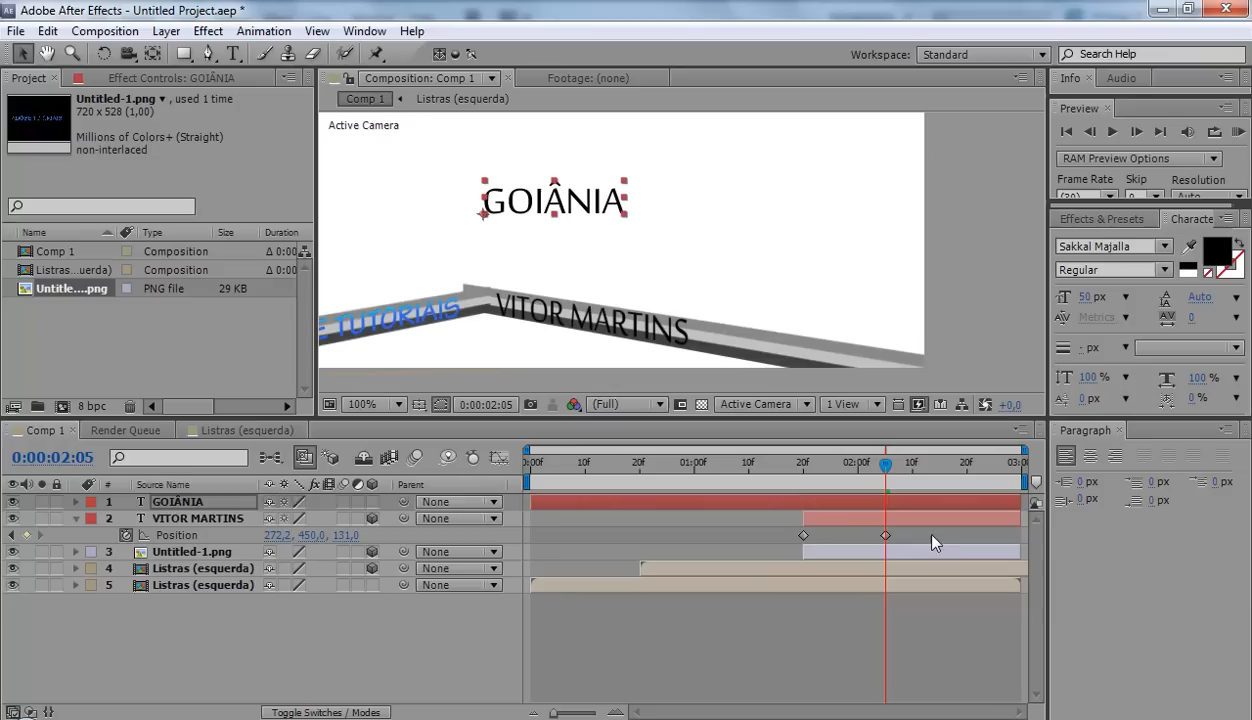 Adobe After Effects - Untitled Project.aep *
File Edit Composition Layer Effect Animation View Window Help
Workspace: Standard Search Help
Project Effect Controls: GOIÂNIA Composition: Comp 1 Footage: (none) Info Audio
Untitled-1.png , used 1 time
720 x 528 (1,00)
Millions of Colors+ (Straight)
non-interlaced
Comp 1 Listras (esquerda)
Active Camera
GOIÂNIA
E TUTORIAIS VITOR MARTINS
Preview
RAM Preview Options
Frame Rate Skip
Name Type Size Duration
Comp 1 Composition Δ 0:00
Listras...uerda) Composition Δ 0:00
Untitle....png PNG file 29 KB
Effects & Presets Characte
Sakkal Majalla
Regular
50 px Auto
Metrics 0
- px
100 % 100 %
0 px 0 %
8 bpc
100% 0:00:02:05 (Full) Active Camera 1 View +0,0
Comp 1 Render Queue Listras (esquerda)
0:00:02:05
:00f 10f 20f 01:00f 10f 20f 02:00f 10f 20f 03:00
# Source Name Parent
1 T GOIÂNIA None
2 T VITOR MARTINS None
Position 272,2, 450,0, 131,0
3 Untitled-1.png None
4 Listras (esquerda) None
5 Listras (esquerda) None
Toggle Switches / Modes
Paragraph
0 px 0 px 0 px
0 px 0 px